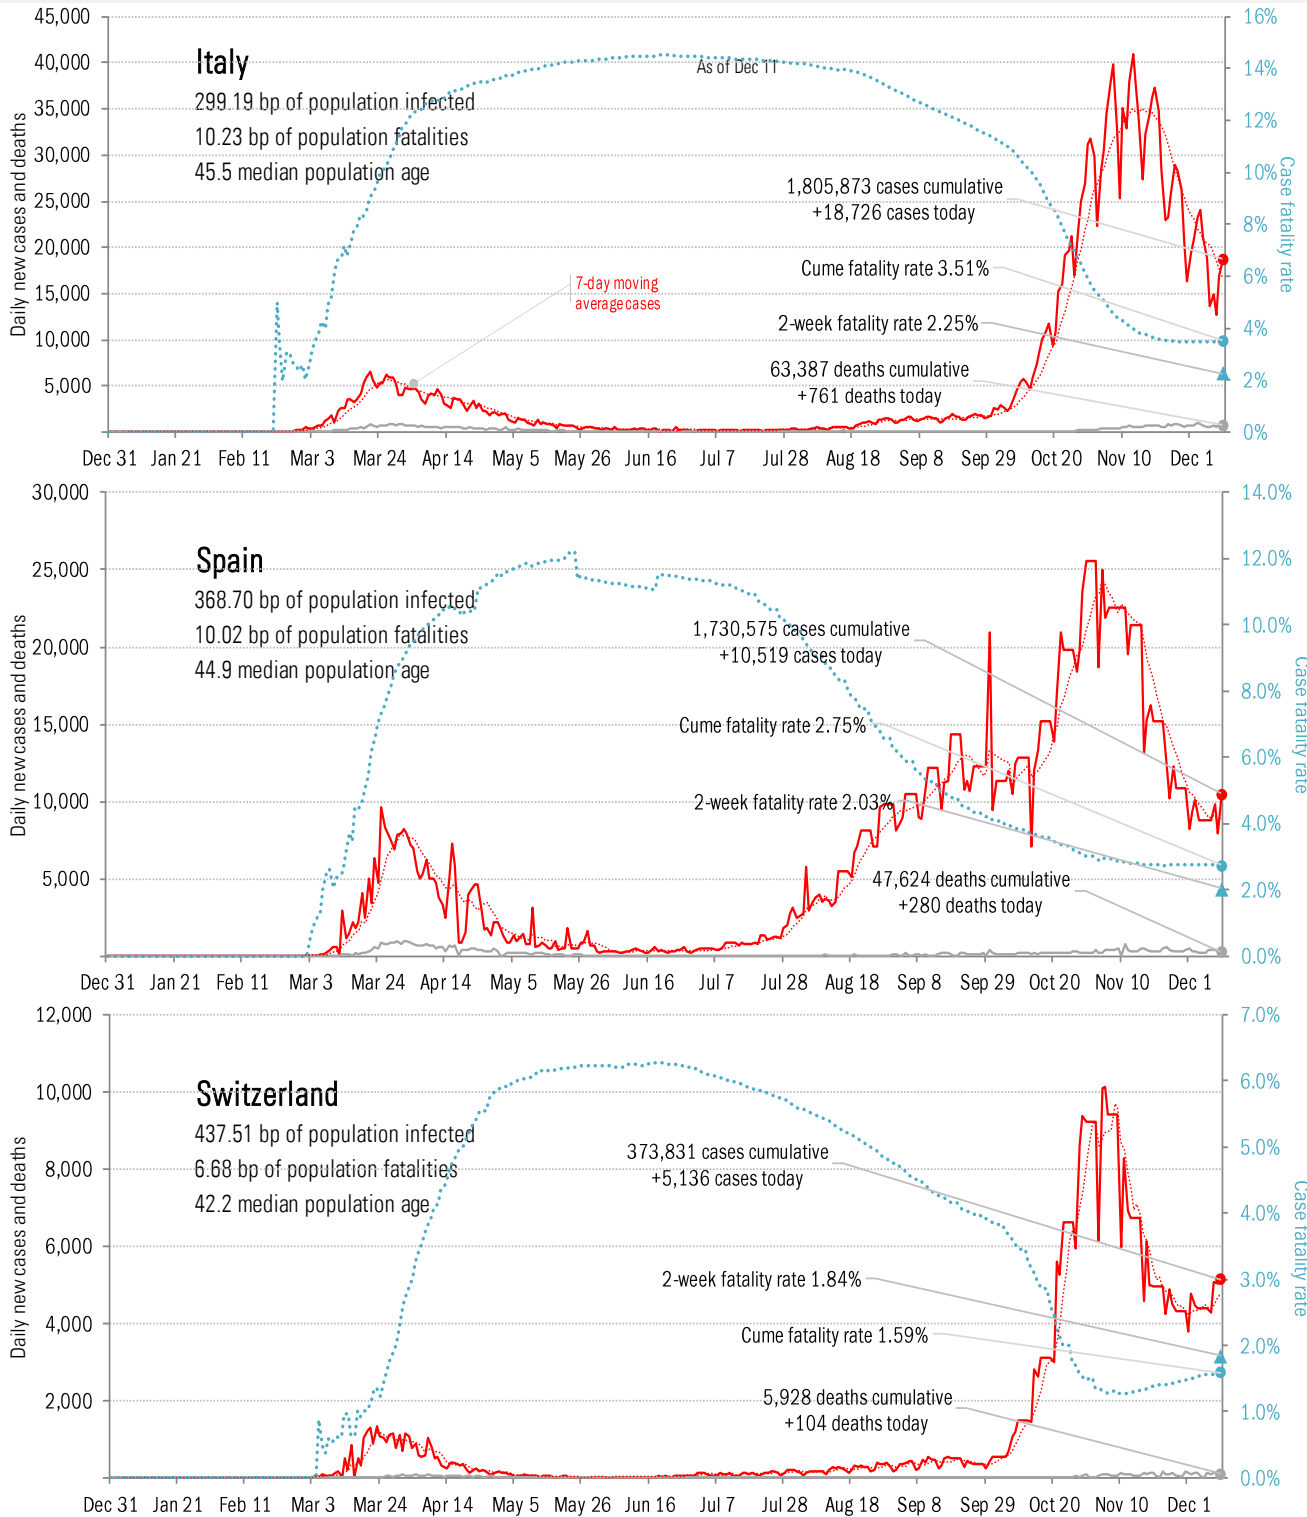 45,000
40,000
35,000
30,000
25,000
20,000
15,000
10,000
5,000
Daily new cases and deaths
16%
14%
12%
10%
8%
6%
4%
2%
0%
Case fatality rate
Italy
299.19 bp of population infected
10.23 bp of population fatalities
45.5 median population age
As of Dec 11
7-day moving
average cases
1,805,873 cases cumulative
+18,726 cases today
Cume fatality rate 3.51%
2-week fatality rate 2.25%
63,387 deaths cumulative
+761 deaths today
Dec 31 Jan 21 Feb 11 Mar 3 Mar 24 Apr 14 May 5 May 26 Jun 16 Jul 7 Jul 28 Aug 18 Sep 8 Sep 29 Oct 20 Nov 10 Dec 1
30,000
25,000
20,000
15,000
10,000
5,000
Daily new cases and deaths
14.0%
12.0%
10.0%
8.0%
6.0%
4.0%
2.0%
0.0%
Case fatality rate
Spain
368.70 bp of population infected
10.02 bp of population fatalities
44.9 median population age
1,730,575 cases cumulative
+10,519 cases today
Cume fatality rate 2.75%
2-week fatality rate 2.03%
47,624 deaths cumulative
+280 deaths today
Dec 31 Jan 21 Feb 11 Mar 3 Mar 24 Apr 14 May 5 May 26 Jun 16 Jul 7 Jul 28 Aug 18 Sep 8 Sep 29 Oct 20 Nov 10 Dec 1
12,000
10,000
8,000
6,000
4,000
2,000
Daily new cases and deaths
7.0%
6.0%
5.0%
4.0%
3.0%
2.0%
1.0%
0.0%
Case fatality rate
Switzerland
437.51 bp of population infected
6.68 bp of population fatalities
42.2 median population age
373,831 cases cumulative
+5,136 cases today
2-week fatality rate 1.84%
Cume fatality rate 1.59%
5,928 deaths cumulative
+104 deaths today
Dec 31 Jan 21 Feb 11 Mar 3 Mar 24 Apr 14 May 5 May 26 Jun 16 Jul 7 Jul 28 Aug 18 Sep 8 Sep 29 Oct 20 Nov 10 Dec 1